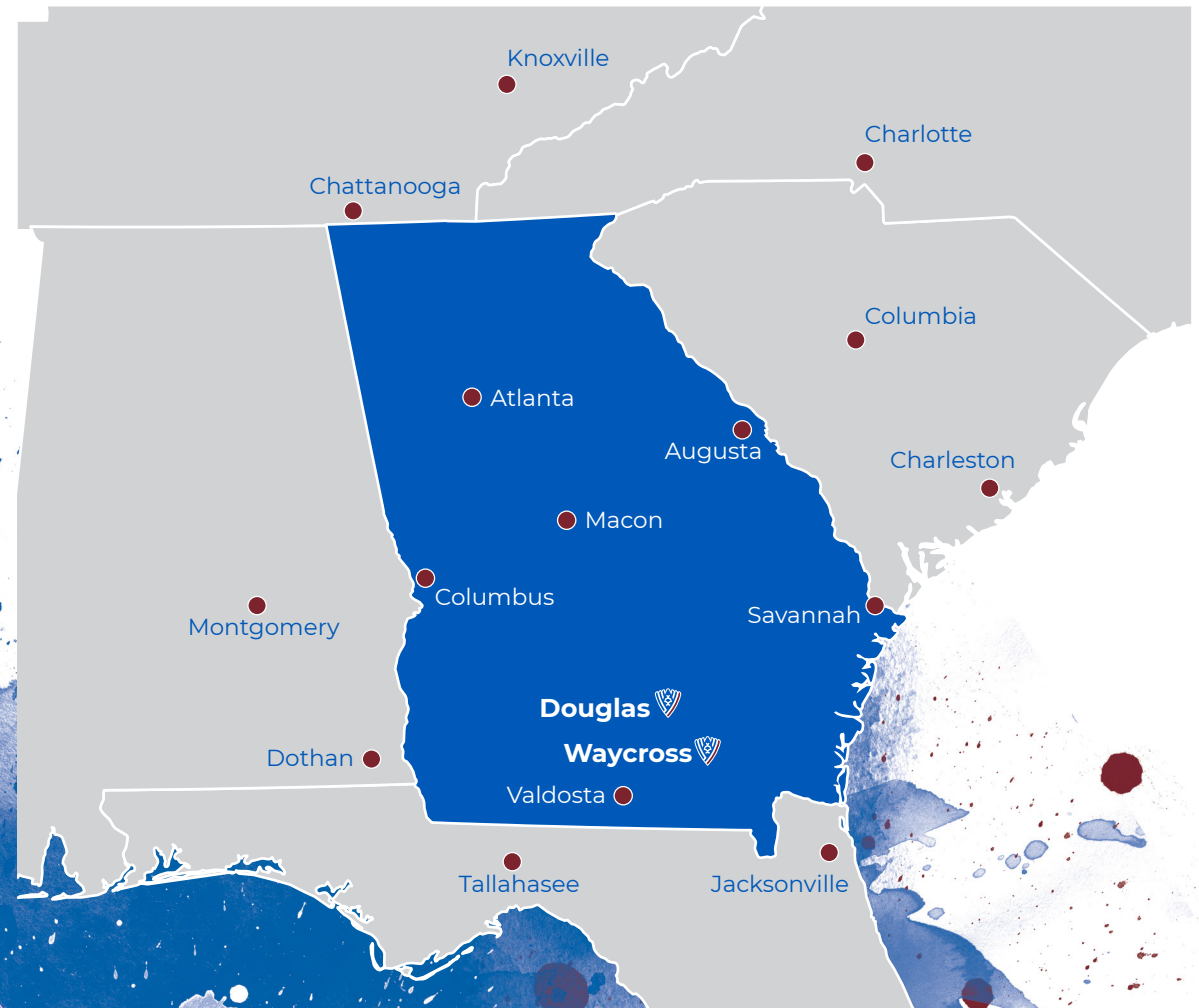 Knoxville
Charlotte
Chattanooga
Columbia
Atlanta
Augusta
Charleston
Macon
Columbus
Savannah
Montgomery
Douglas
Waycross
Dothan
Valdosta
Tallahasee
Jacksonville